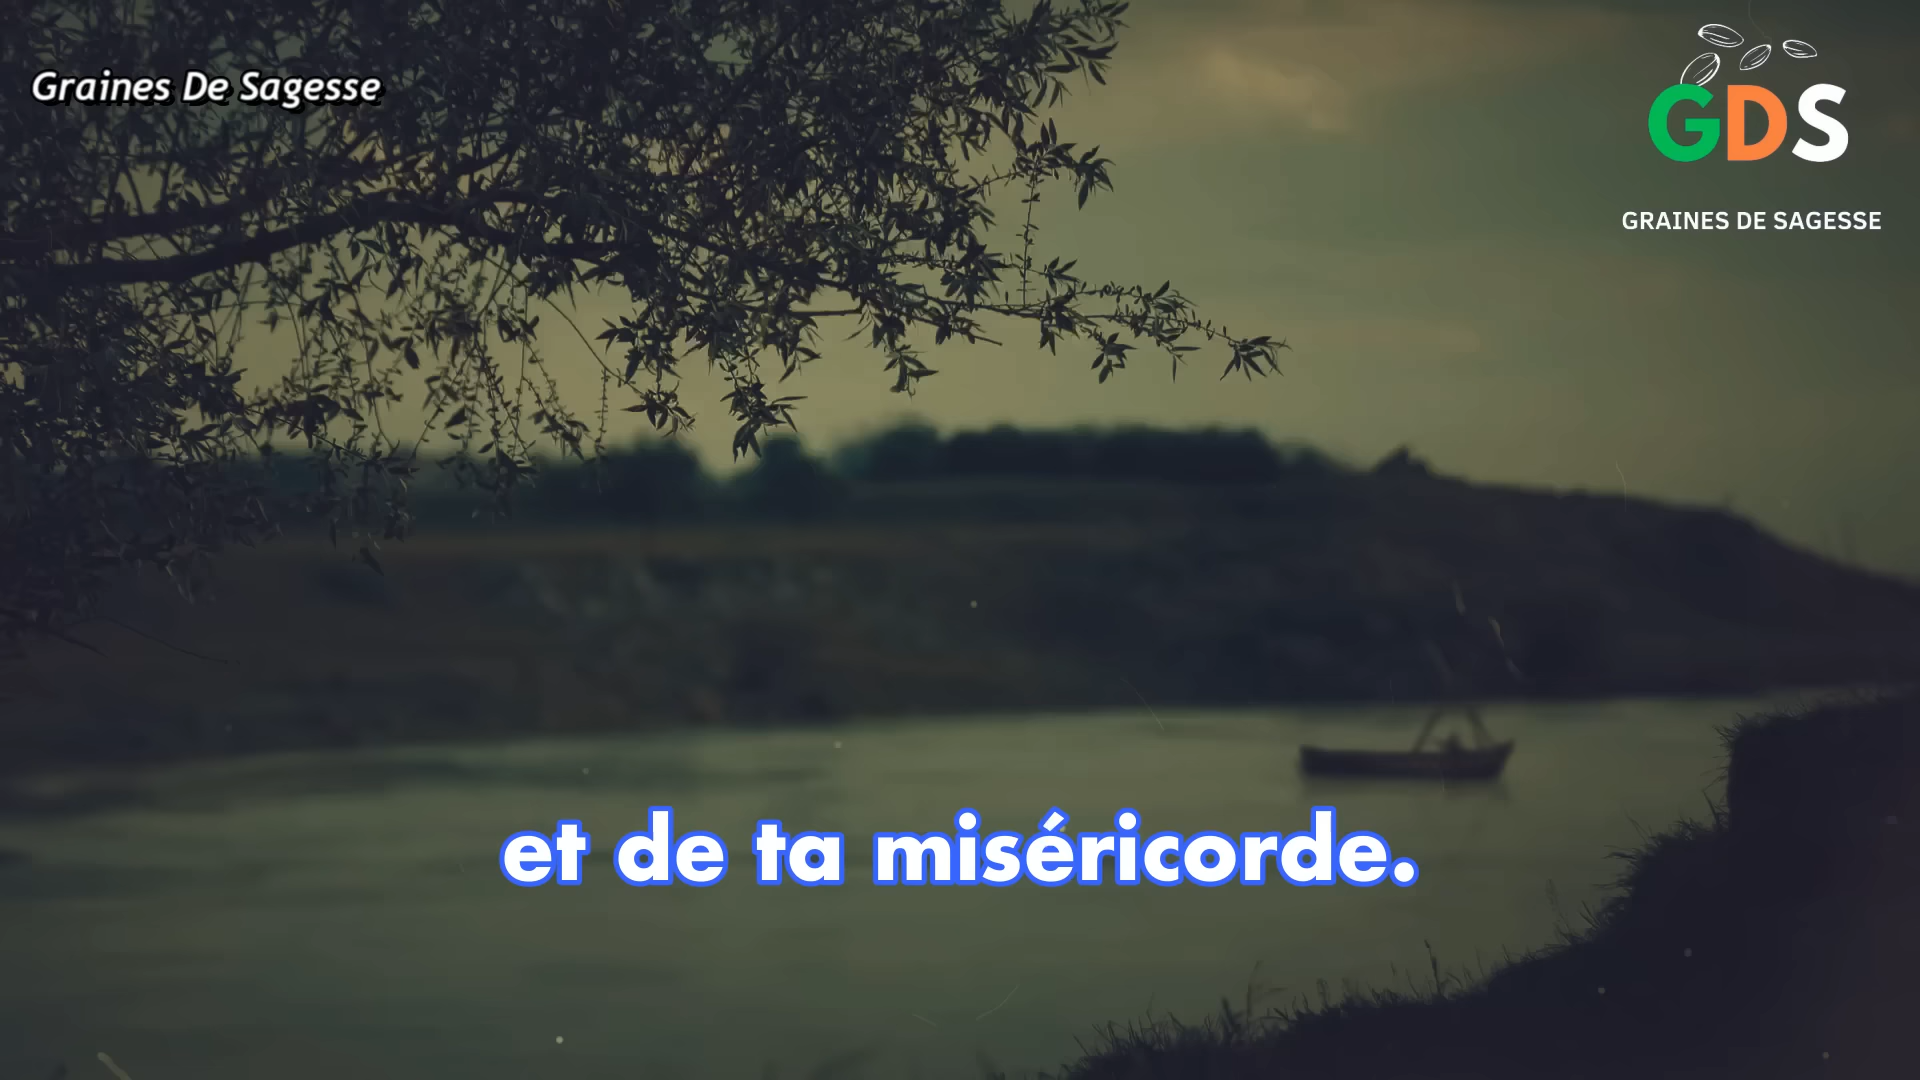 Graines De Sagesse
GDS
GRAINES DE SAGESSE
et de ta miséricorde.